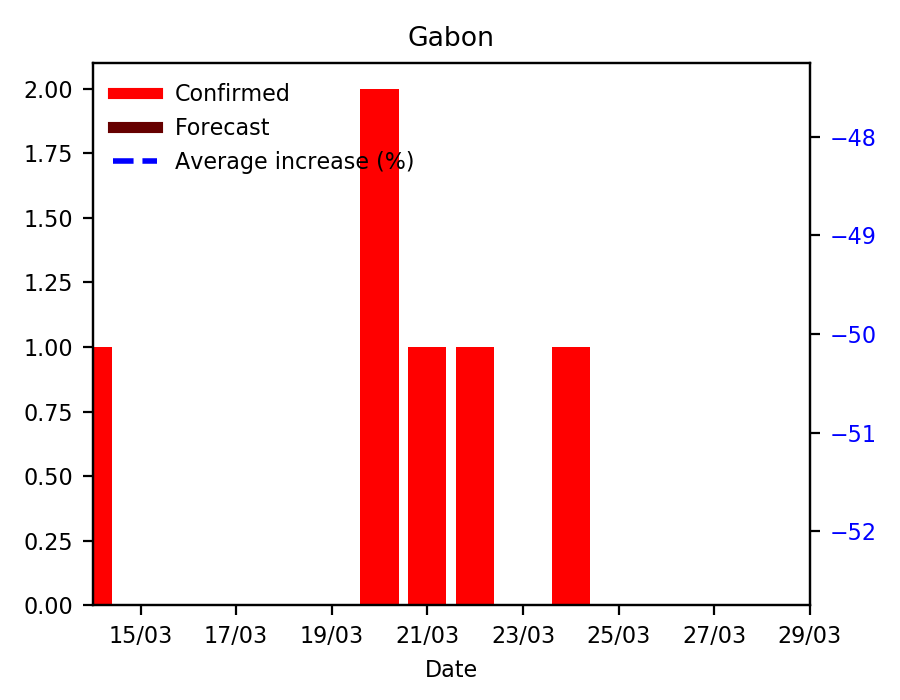 Gabon
Confirmed
Forecast
Average increase (%)
2.00
1.75
1.50
1.25
1.00
0.75
0.50
0.25
0.00
−48
−49
−50
−51
−52
15/03 17/03 19/03 21/03 23/03 25/03 27/03 29/03
Date